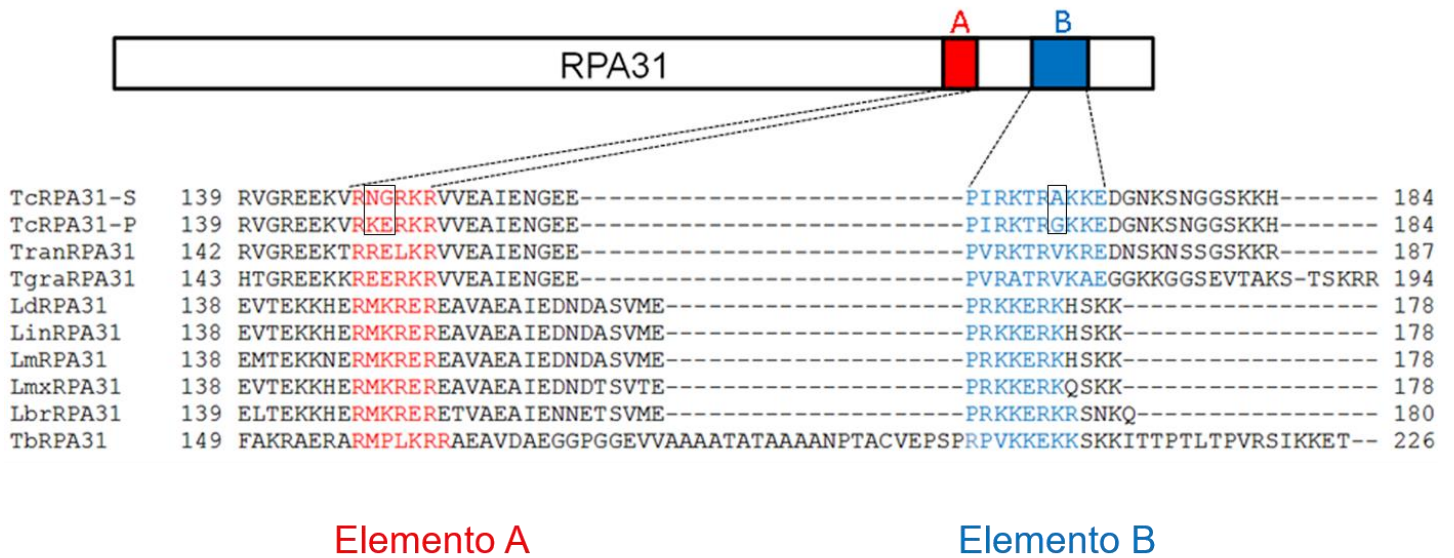 A B
RPA31
TcRPA31-S 139 RVGREEKVRNGRKRVVEAIENGEE---------------------------PIRKTRAKKEDGNKSNGGSKKH------- 184
TcRPA31-P 139 RVGREEKVRKERKRVVEAIENGEE---------------------------PIRKTRGKKEDGNKSNGGSKKH------- 184
TranRPA31 142 RVGREEKTRRELKRVVEAIENGEE---------------------------PVRKTRVKREDNSKNSSGSKKR------- 187
TgraRPA31 143 HTGREEKKREERKRVVEAIENGEE---------------------------PVRATRVKAEGGKKGGSEVTAKS-TSKRR 194
LdRPA31 138 EVTEKKHERMKREREAVAEAIEDNDASVME---------------------PRKKERKHSKK------------------ 178
LinRPA31 138 EVTEKKHERMKREREAVAEAIEDNDASVME---------------------PRKKERKHSKK------------------ 178
LmRPA31 138 EMTEKKNERMKREREAVAEAIEDNDASVME---------------------PRKKERKHSKK------------------ 178
LmxRPA31 138 EVTEKKHERMKREREAVAEAIEDNDTSVTE---------------------PRKKERKQSKK------------------ 178
LbrRPA31 139 ELTEKKHERMKRERETVAEAIENNETSVME---------------------PRKKERKRSNKQ----------------- 180
TbRPA31 149 FAKRAERARMPLKRRAEAVDAEGGPGGEVVAAAATATAAAANPTACVEPSPRPVKKEKKSKKITTPTLTPVRSIKKET-- 226
Elemento A Elemento B